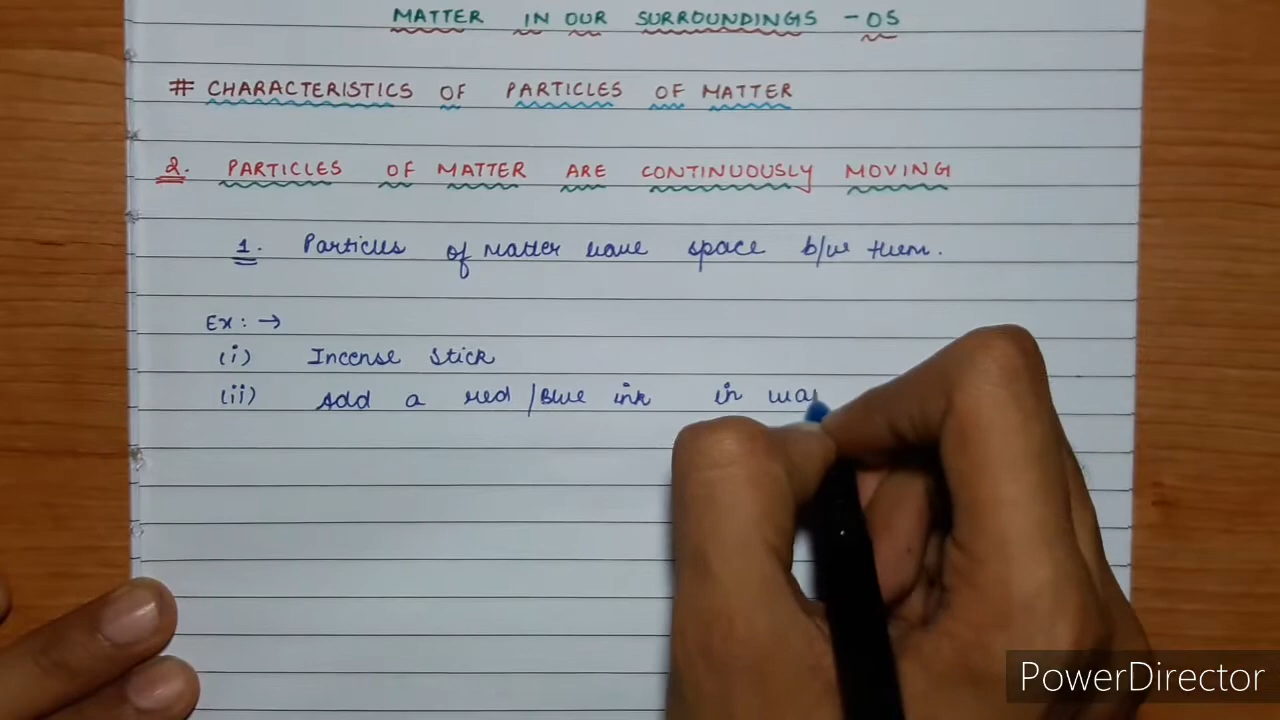 MATTER IN OUR SURROUNDINGS - 05
# CHARACTERISTICS OF PARTICLES OF MATTER
2. PARTICLES OF MATTER ARE CONTINUOUSLY MOVING
1. Particles of matter have space b/w them.
Ex: →
(i) Incense stick
(ii) Add a red/Blue ink in wa
PowerDirector